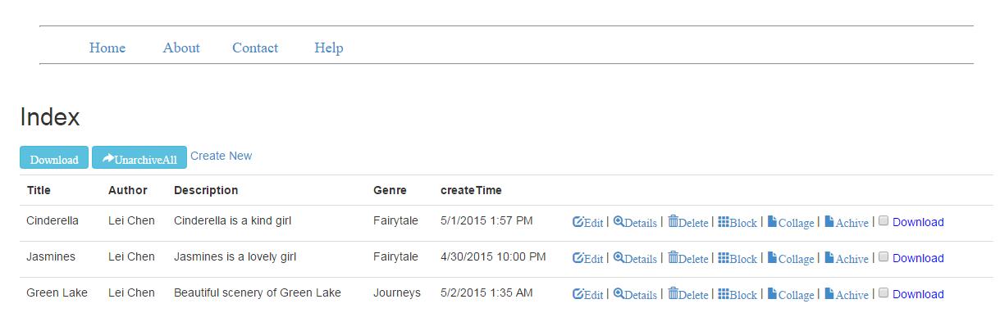 Home About Contact Help
Index
Download UnarchiveAll Create New
Title Author Description Genre createTime
Cinderella Lei Chen Cinderella is a kind girl Fairytale 5/1/2015 1:57 PM Edit | Details | Delete | Block | Collage | Achive | Download
Jasmines Lei Chen Jasmines is a lovely girl Fairytale 4/30/2015 10:00 PM Edit | Details | Delete | Block | Collage | Achive | Download
Green Lake Lei Chen Beautiful scenery of Green Lake Journeys 5/2/2015 1:35 AM Edit | Details | Delete | Block | Collage | Achive | Download